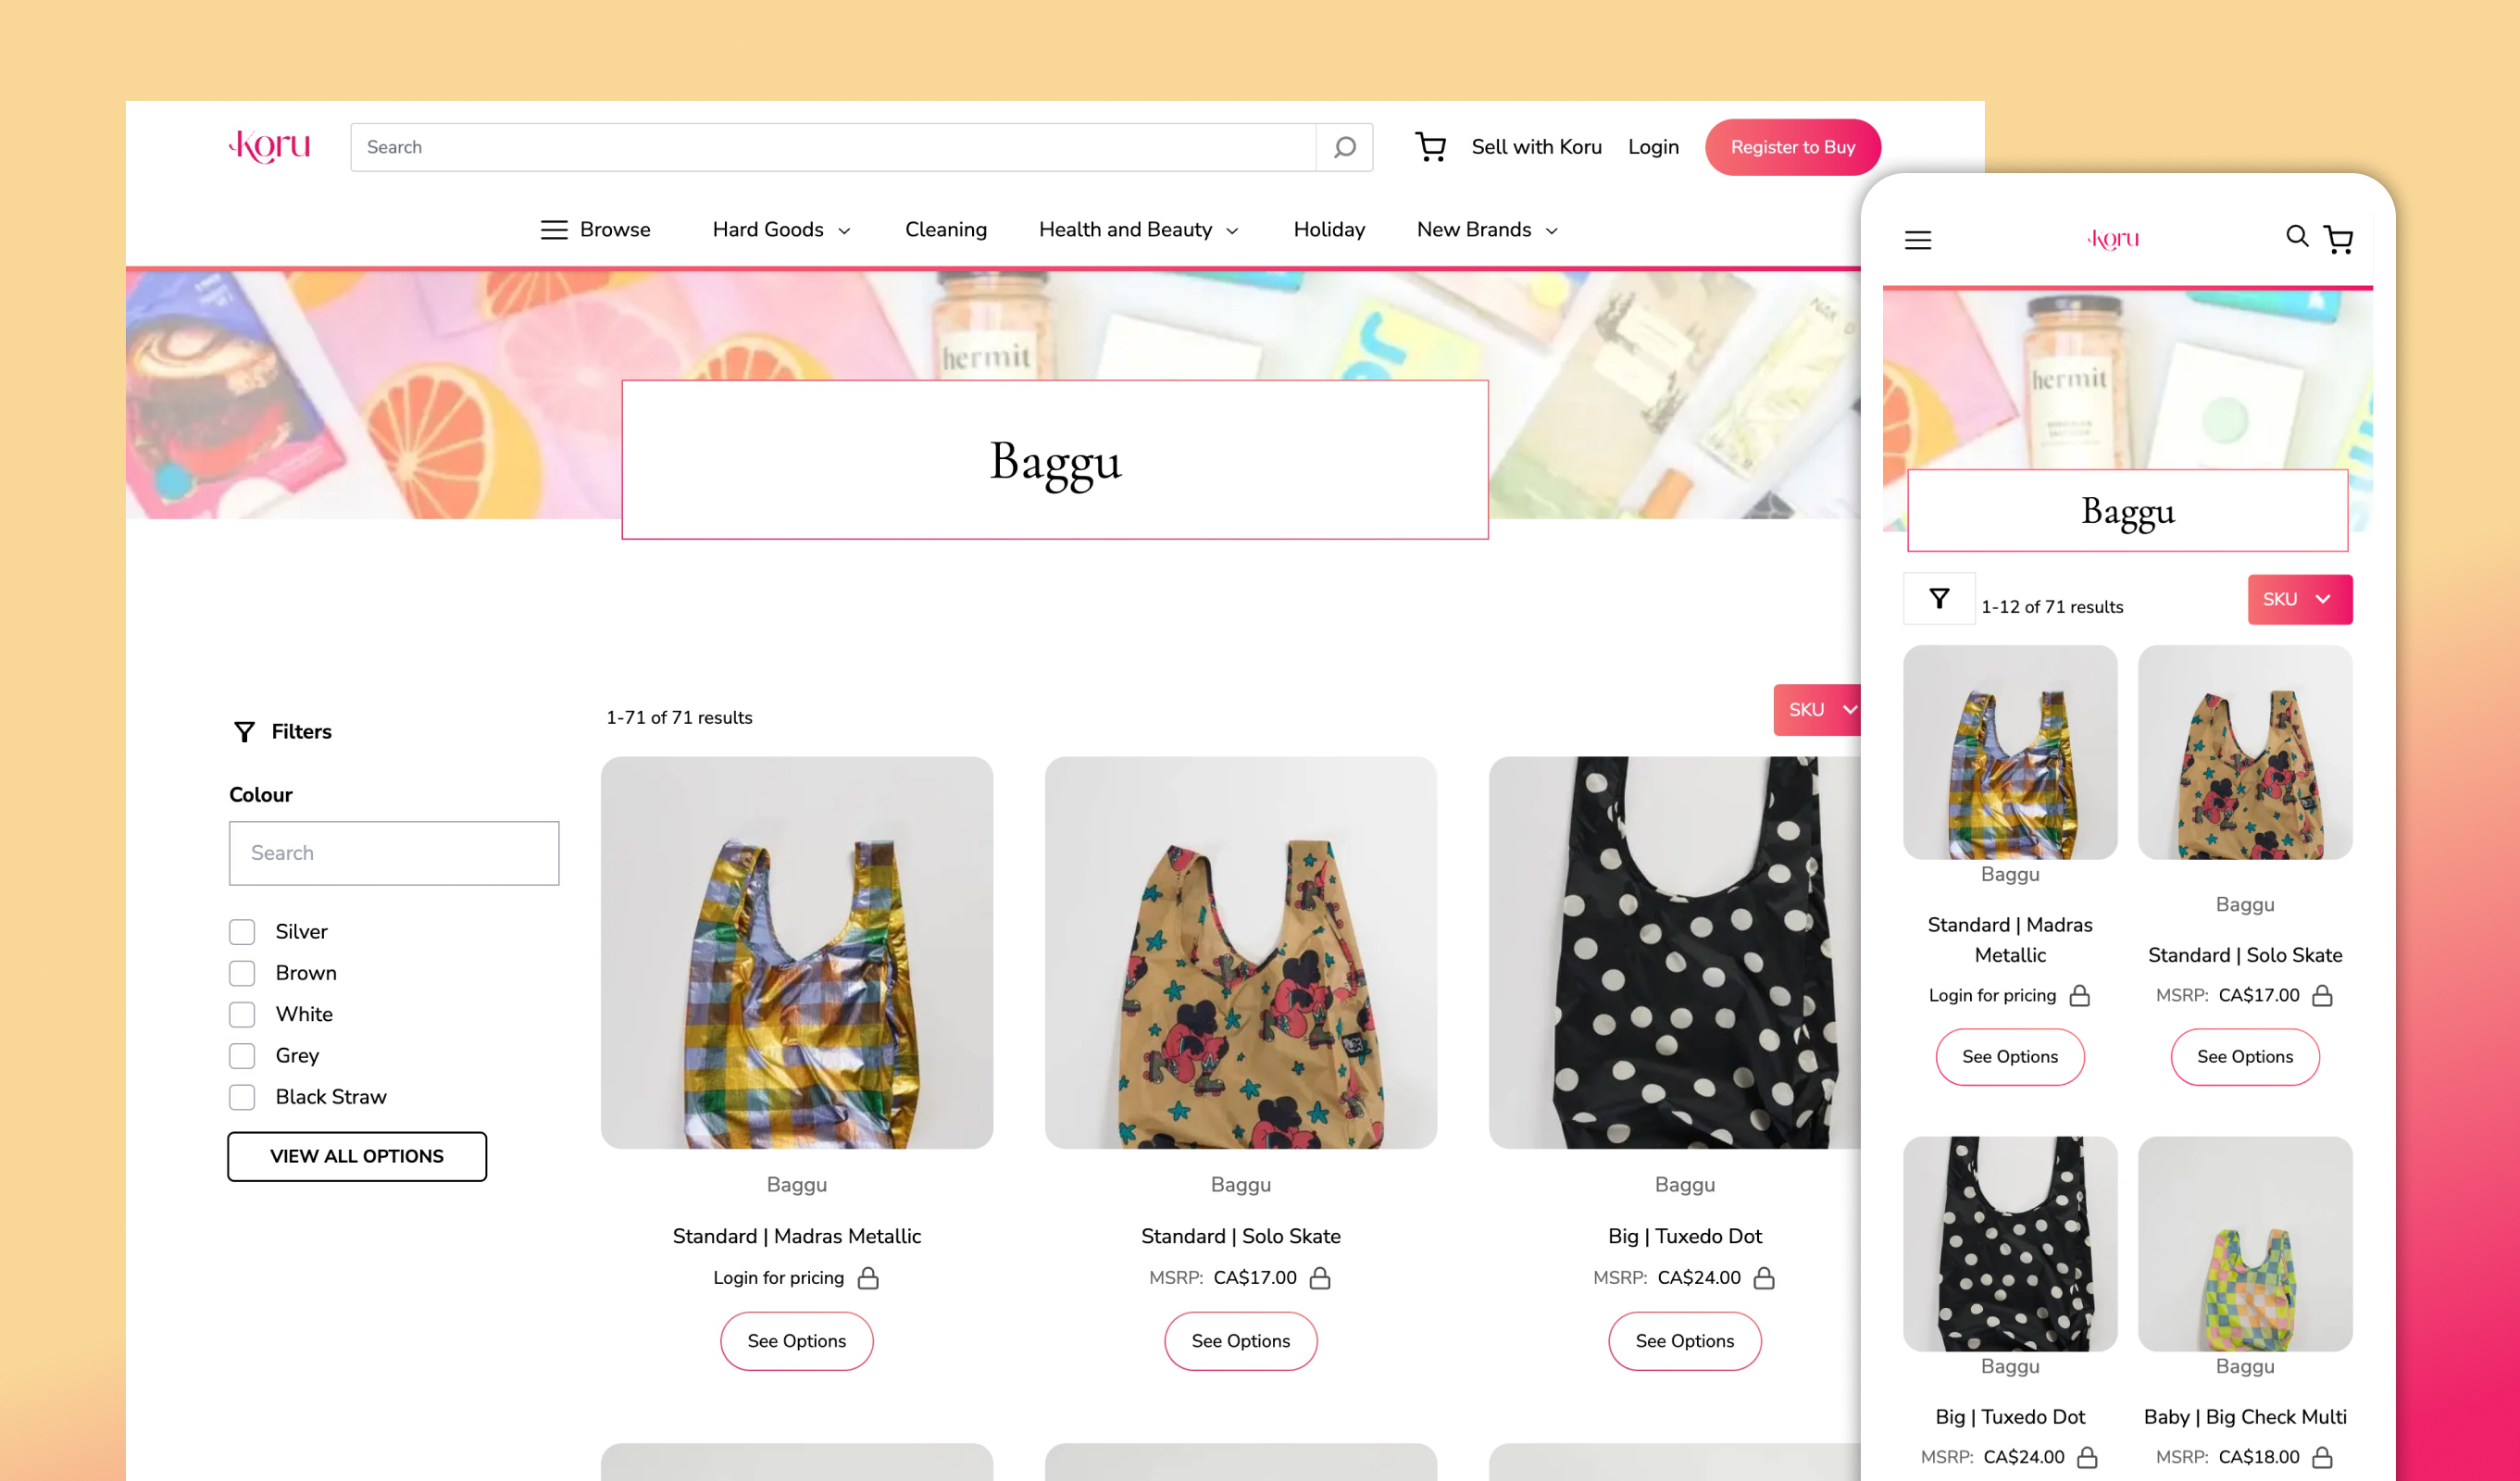 Koru
Search
Sell with Koru
Login
Register to Buy
Browse
Hard Goods
Cleaning
Health and Beauty
Holiday
New Brands
hermit
Baggu
Filters
Colour
Search
Silver
Brown
White
Grey
Black Straw
VIEW ALL OPTIONS
1-71 of 71 results
SKU
Baggu
Standard | Madras Metallic
Login for pricing
See Options
Baggu
Standard | Solo Skate
MSRP: CA$17.00
See Options
Baggu
Big | Tuxedo Dot
MSRP: CA$24.00
See Options
Koru
hermit
Baggu
1-12 of 71 results
SKU
Baggu
Standard | Madras
Metallic
Login for pricing
See Options
Baggu
Standard | Solo Skate
MSRP: CA$17.00
See Options
Baggu
Big | Tuxedo Dot
MSRP: CA$24.00
Baggu
Baby | Big Check Multi
MSRP: CA$18.00